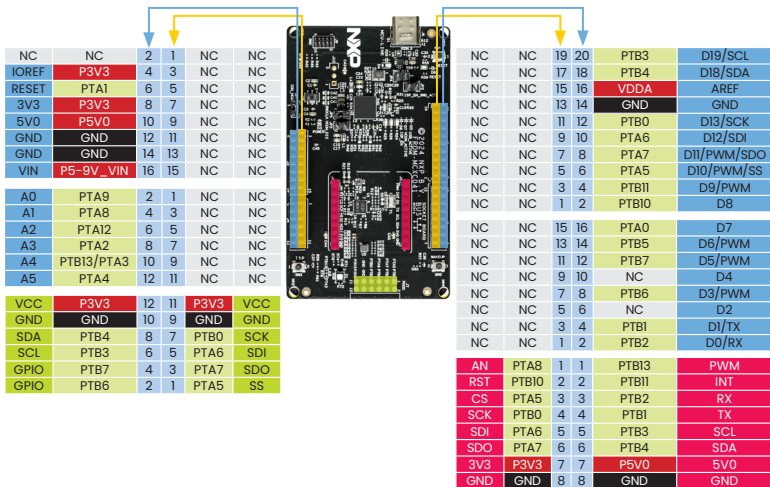 NC NC 2 1 NC NC
IOREF P3V3 4 3 NC NC
RESET PTA1 6 5 NC NC
3V3 P3V3 8 7 NC NC
5V0 P5V0 10 9 NC NC
GND GND 12 11 NC NC
GND GND 14 13 NC NC
VIN P5-9V_VIN 16 15 NC NC
A0 PTA9 2 1 NC NC
A1 PTA8 4 3 NC NC
A2 PTA12 6 5 NC NC
A3 PTA2 8 7 NC NC
A4 PTB13/PTA3 10 9 NC NC
A5 PTA4 12 11 NC NC
VCC P3V3 12 11 P3V3 VCC
GND GND 10 9 GND GND
SDA PTB4 8 7 PTB0 SCK
SCL PTB3 6 5 PTA6 SDI
GPIO PTB7 4 3 PTA7 SDO
GPIO PTB6 2 1 PTA5 SS
NXP
©2024 NXP B.V.
FRDM-MCXC041
NC NC 19 20 PTB3 D19/SCL
NC NC 17 18 PTB4 D18/SDA
NC NC 15 16 VDDA AREF
NC NC 13 14 GND GND
NC NC 11 12 PTB0 D13/SCK
NC NC 9 10 PTA6 D12/SDI
NC NC 7 8 PTA7 D11/PWM/SDO
NC NC 5 6 PTA5 D10/PWM/SS
NC NC 3 4 PTB11 D9/PWM
NC NC 1 2 PTB10 D8
NC NC 15 16 PTA0 D7
NC NC 13 14 PTB5 D6/PWM
NC NC 11 12 PTB7 D5/PWM
NC NC 9 10 NC D4
NC NC 7 8 PTB6 D3/PWM
NC NC 5 6 NC D2
NC NC 3 4 PTB1 D1/TX
NC NC 1 2 PTB2 D0/RX
AN PTA8 1 1 PTB13 PWM
RST PTB10 2 2 PTB11 INT
CS PTA5 3 3 PTB2 RX
SCK PTB0 4 4 PTB1 TX
SDI PTA6 5 5 PTB3 SCL
SDO PTA7 6 6 PTB4 SDA
3V3 P3V3 7 7 P5V0 5V0
GND GND 8 8 GND GND